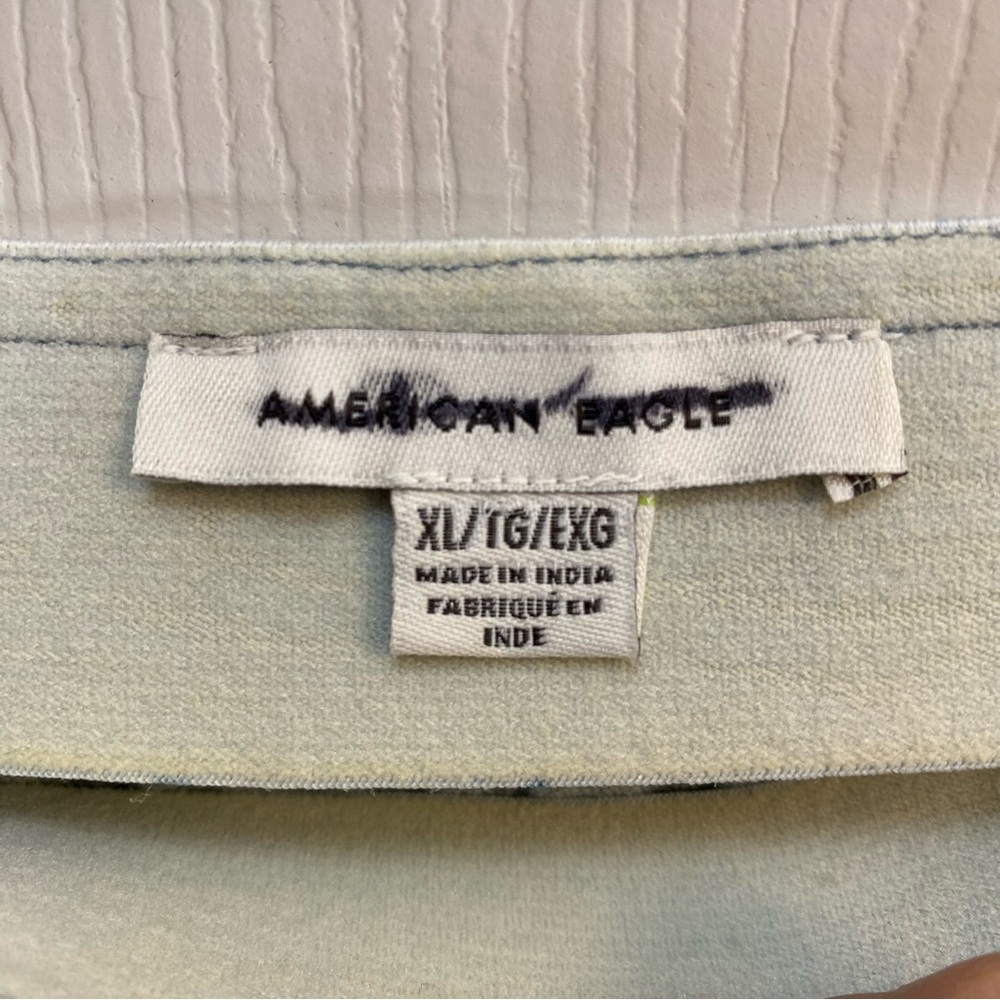 AMERICAN EAGLE
XL/TG/EXG
MADE IN INDIA
FABRIQUÉ EN
INDE